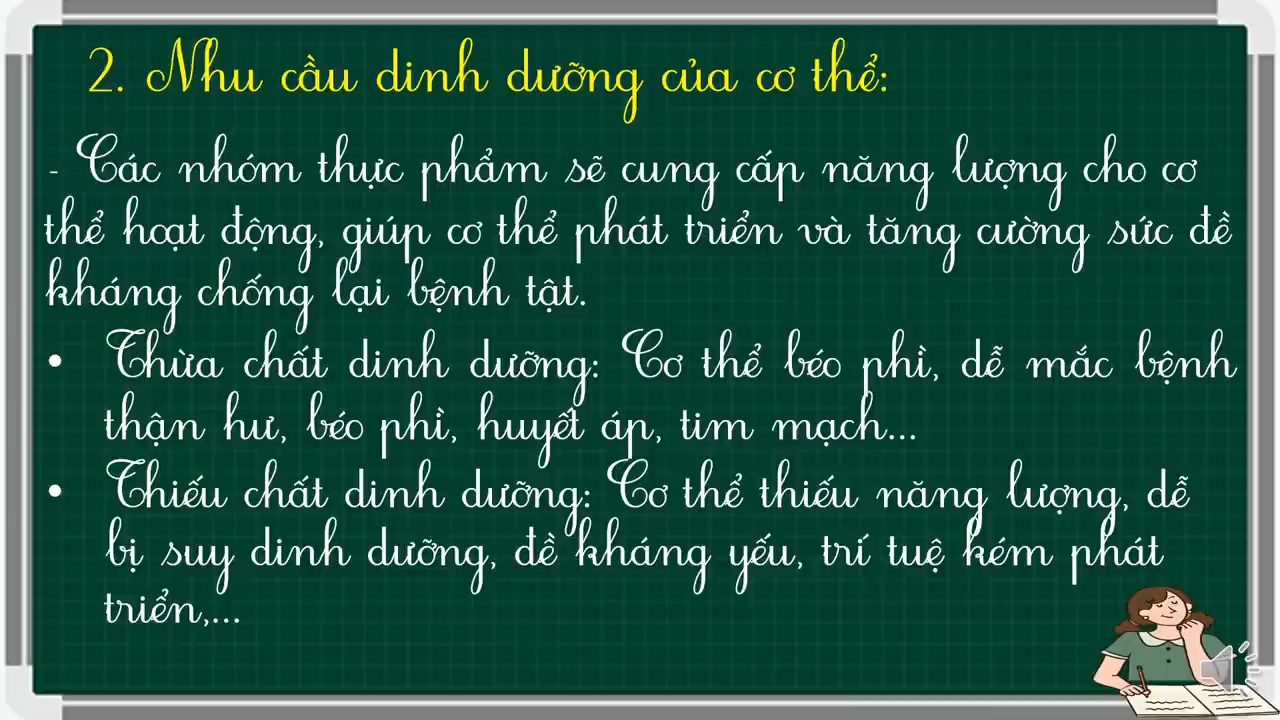 2. Nhu cầu dinh dưỡng của cơ thể:
- Các nhóm thực phẩm sẽ cung cấp năng lượng cho cơ
thể hoạt động, giúp cơ thể phát triển và tăng cường sức đề
kháng chống lại bệnh tật.
• Thừa chất dinh dưỡng: Cơ thể béo phì, dễ mắc bệnh
thận hư, béo phì, huyết áp, tim mạch...
• Thiếu chất dinh dưỡng: Cơ thể thiếu năng lượng, dễ
bị suy dinh dưỡng, đề kháng yếu, trí tuệ kém phát
triển,...